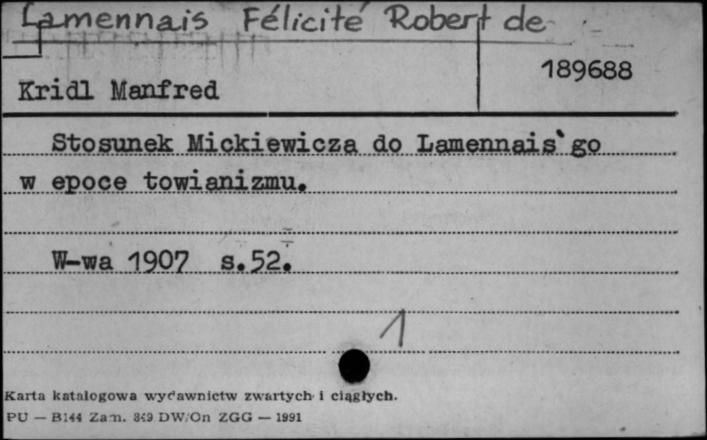 Lamennais Félicité Robert de
189688
Kridl Manfred
Stosunek Mickiewicza do Lamennais`go
w epoce towianizmu.
W-wa 1907 s.52.
1
Karta katalogowa wydawnictw zwartych i ciągłych.
PU — B144 Zam. 849 DW/On ZGG — 1991